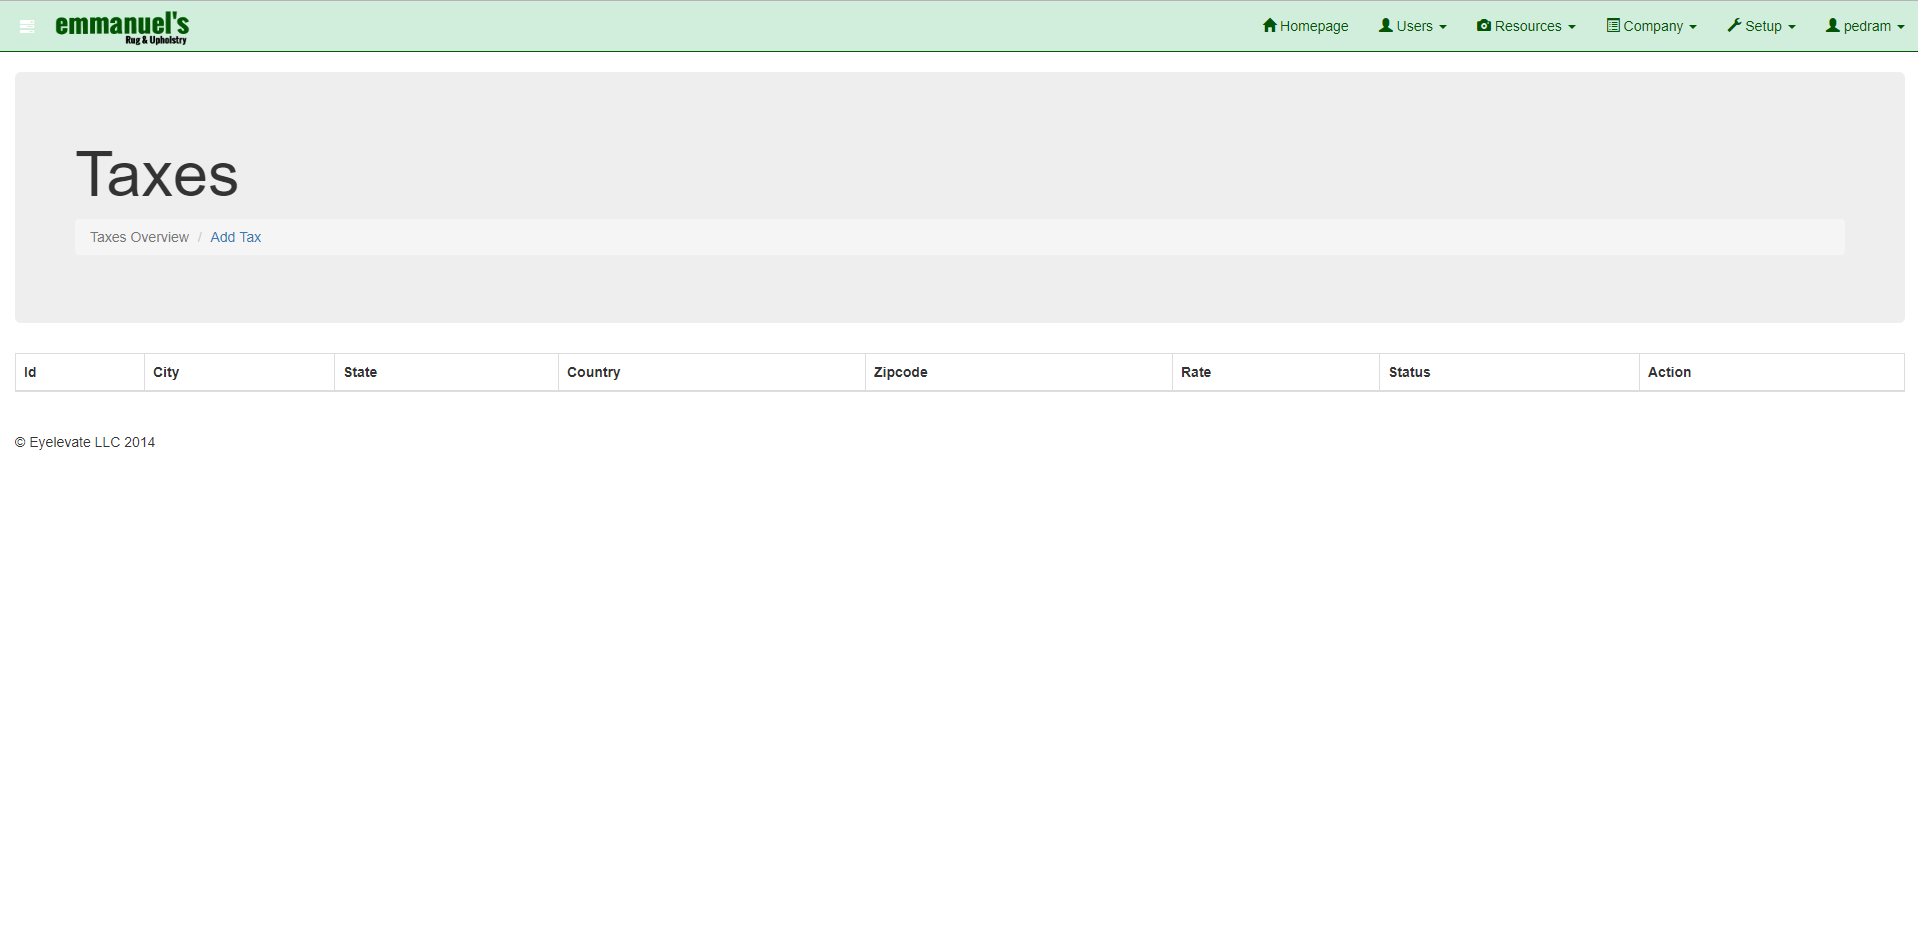 emmanuel's
Rug & Upholstry
Homepage Users Resources Company Setup pedram
Taxes
Taxes Overview / Add Tax
Id City State Country Zipcode Rate Status Action
© Eyelevate LLC 2014